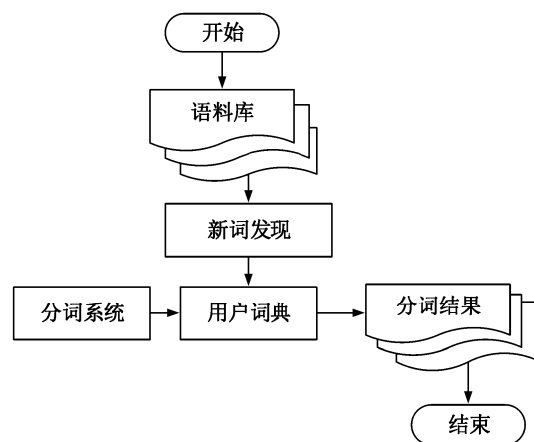 开始
语料库
新词发现
分词系统
用户词典
分词结果
结束